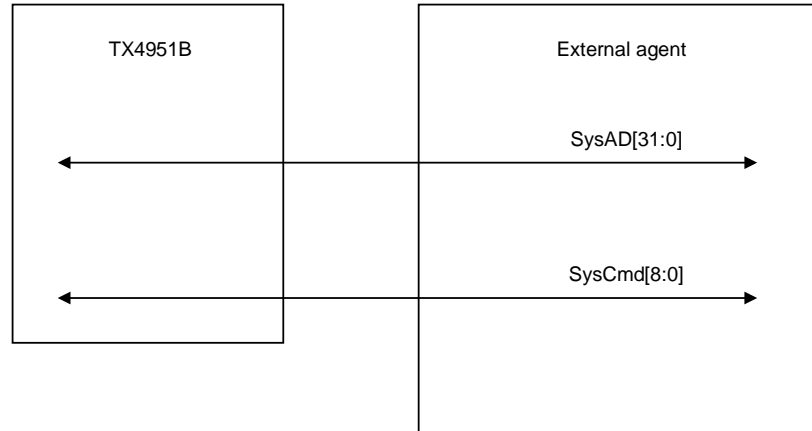 TX4951B
External agent
SysAD[31:0]
SysCmd[8:0]